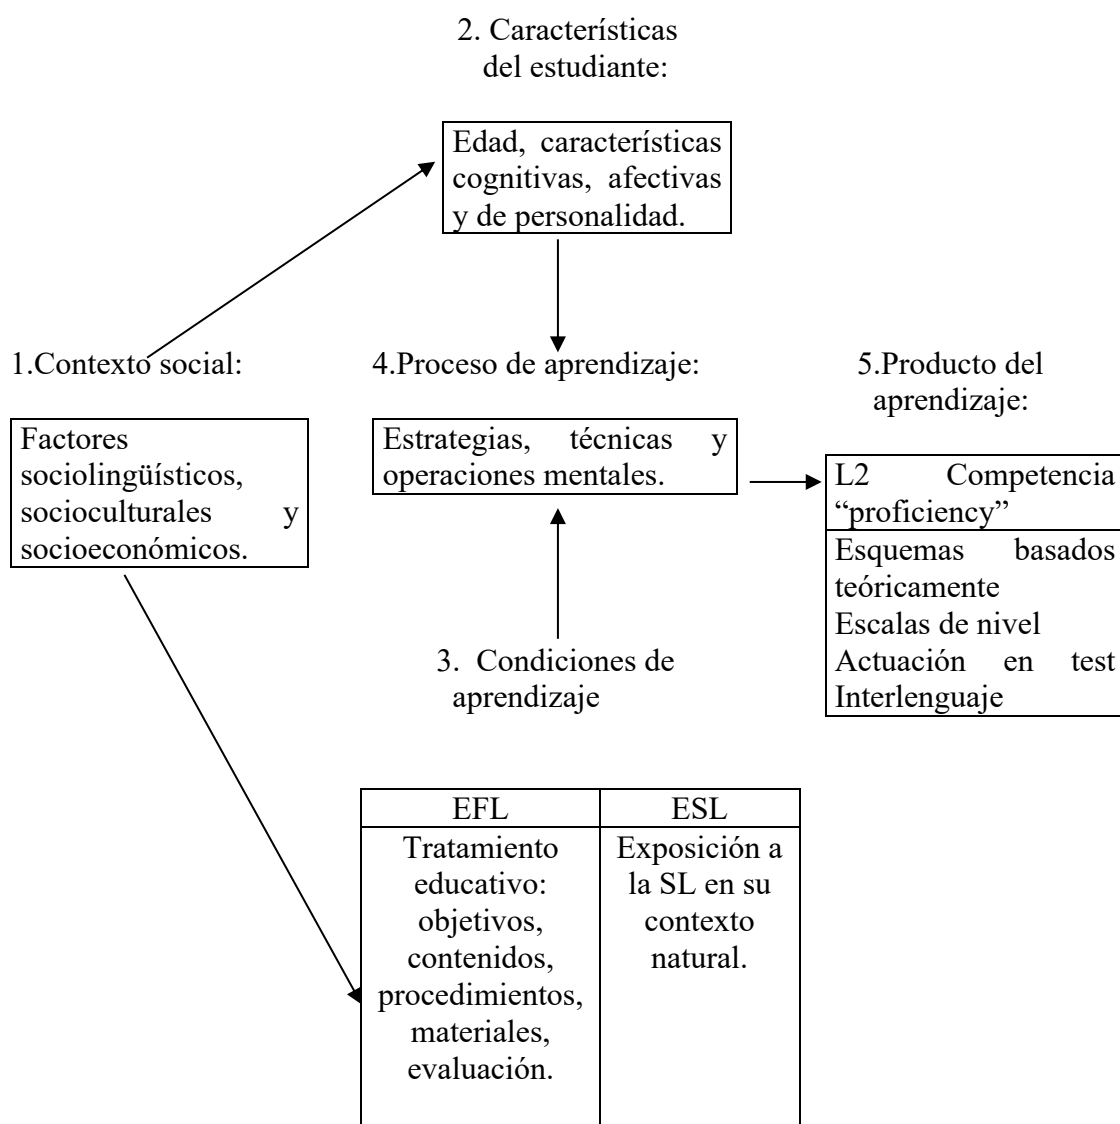 2. Características
del estudiante:
Edad, características
cognitivas, afectivas
y de personalidad.
1.Contexto social:
Factores
sociolingüísticos,
socioculturales y
socioeconómicos.
4.Proceso de aprendizaje:
Estrategias, técnicas y
operaciones mentales.
5.Producto del
aprendizaje:
L2 Competencia
“proficiency”
Esquemas basados
teóricamente
Escalas de nivel
Actuación en test
Interlenguaje
3. Condiciones de
aprendizaje
EFL
Tratamiento
educativo:
objetivos,
contenidos,
procedimientos,
materiales,
evaluación.
ESL
Exposición a
la SL en su
contexto
natural.